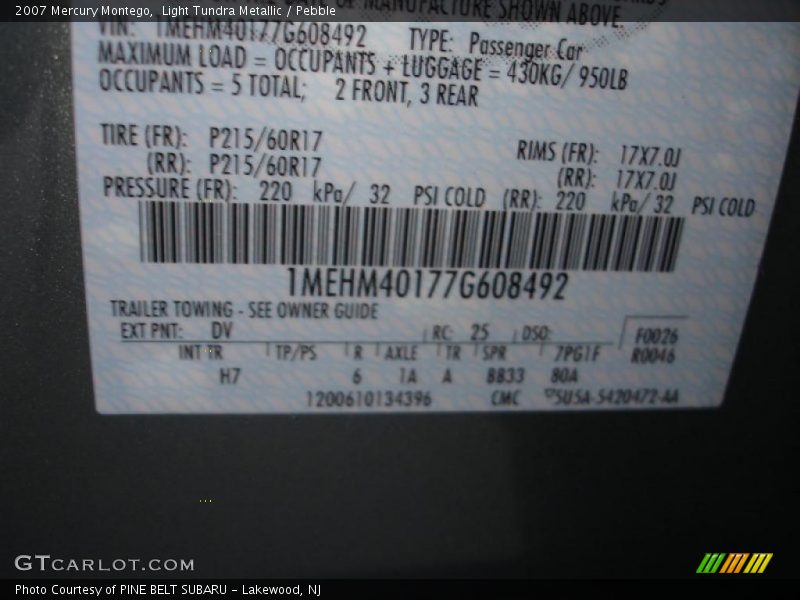 2007 Mercury Montego, Light Tundra Metallic / Pebble
OF MANUFACTURE SHOWN ABOVE.
VIN: 1MEHM40177G608492 TYPE: Passenger Car
MAXIMUM LOAD = OCCUPANTS + LUGGAGE = 430KG/ 950LB
OCCUPANTS = 5 TOTAL; 2 FRONT, 3 REAR
TIRE (FR): P215/60R17 RIMS (FR): 17X7.0J
(RR): P215/60R17 (RR): 17X7.0J
PRESSURE (FR): 220 kPa/ 32 PSI COLD (RR): 220 kPa/ 32 PSI COLD
1MEHM40177G608492
TRAILER TOWING - SEE OWNER GUIDE
EXT PNT: DV RC: 25 DSO: F0026
INT TR TP/PS R AXLE TR SPR 7PG1F R0046
H7 6 1A A BB33 80A
1200610134396 CMC 5U5A-5420472-AA
GTCARLOT.COM
Photo Courtesy of PINE BELT SUBARU - Lakewood, NJ